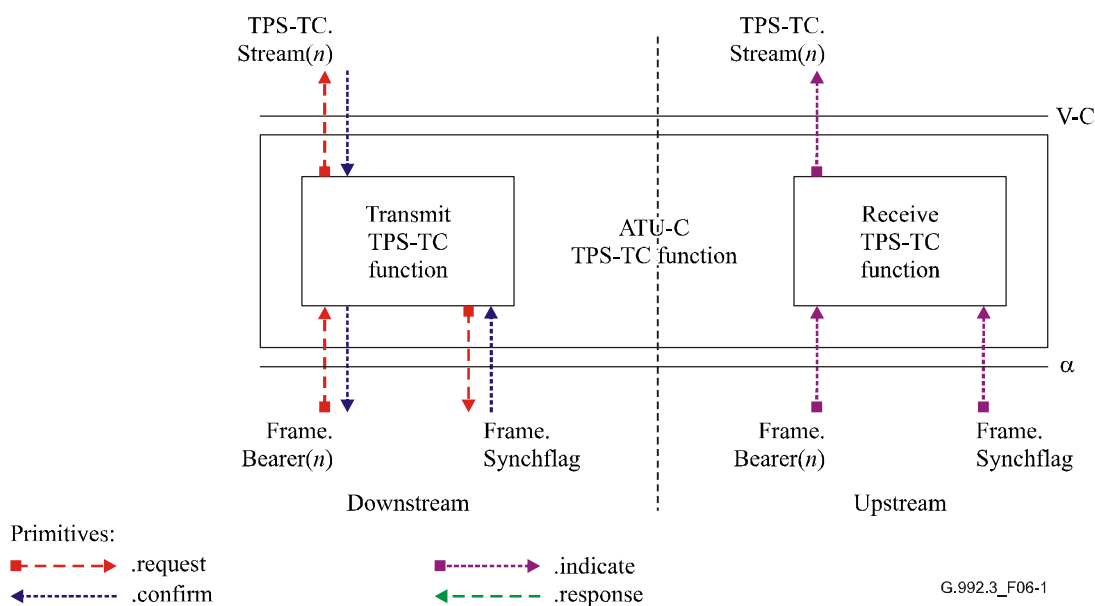 TPS-TC.
Stream(n)
TPS-TC.
Stream(n)
V-C
Transmit
TPS-TC
function
ATU-C
TPS-TC function
Receive
TPS-TC
function
α
Frame.
Bearer(n)
Frame.
Synchflag
Frame.
Bearer(n)
Frame.
Synchflag
Downstream
Upstream
Primitives:
.request
.indicate
.confirm
.response
G.992.3_F06-1